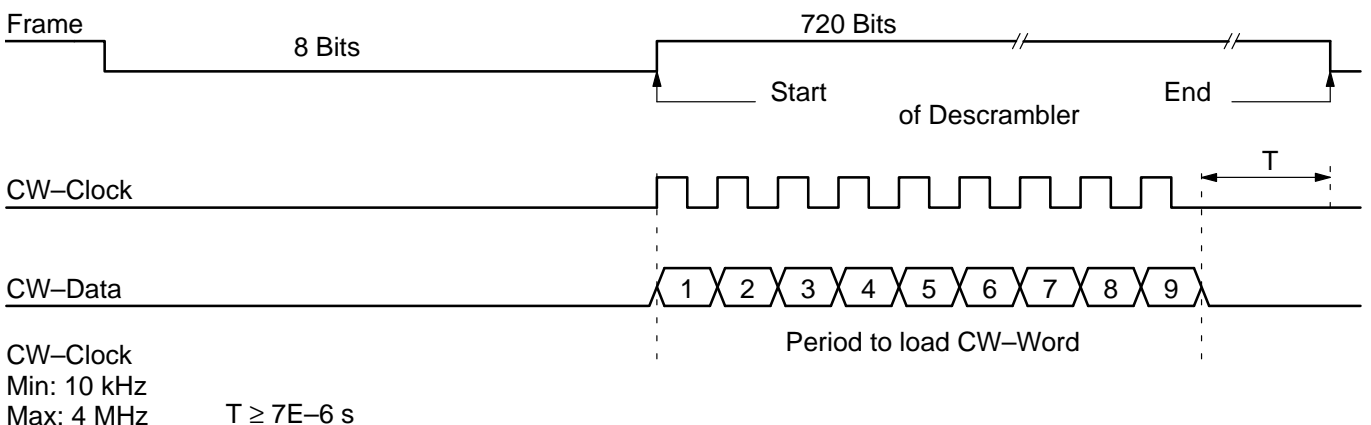 Frame
8 Bits
720 Bits
Start
End
of Descrambler
T
CW–Clock
CW–Data
1 2 3 4 5 6 7 8 9
Period to load CW–Word
CW–Clock
Min: 10 kHz
Max: 4 MHz
T ≥ 7E–6 s